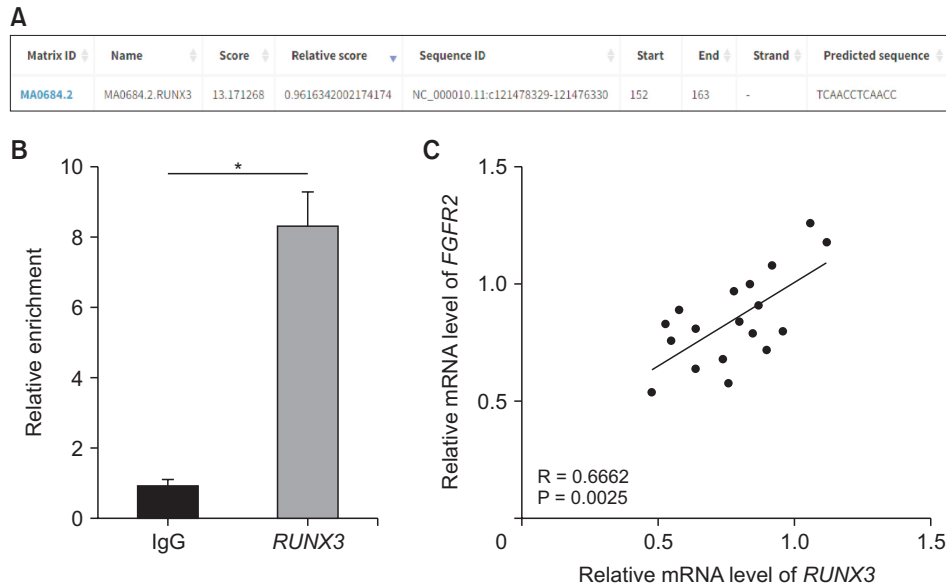 A
Matrix ID Name Score Relative score Sequence ID Start End Strand Predicted sequence
MA0684.2 MA0684.2.RUNX3 13.171268 0.9616342002174174 NC_000010.11:c121478329-121476330 152 163 - TCAACCTCAACC
B
10
8
6
4
2
0
Relative enrichment
*
IgG
RUNX3
C
1.5
1.0
0.5
0
Relative mRNA level of FGFR2
R = 0.6662
P = 0.0025
0.5
1.0
1.5
Relative mRNA level of RUNX3